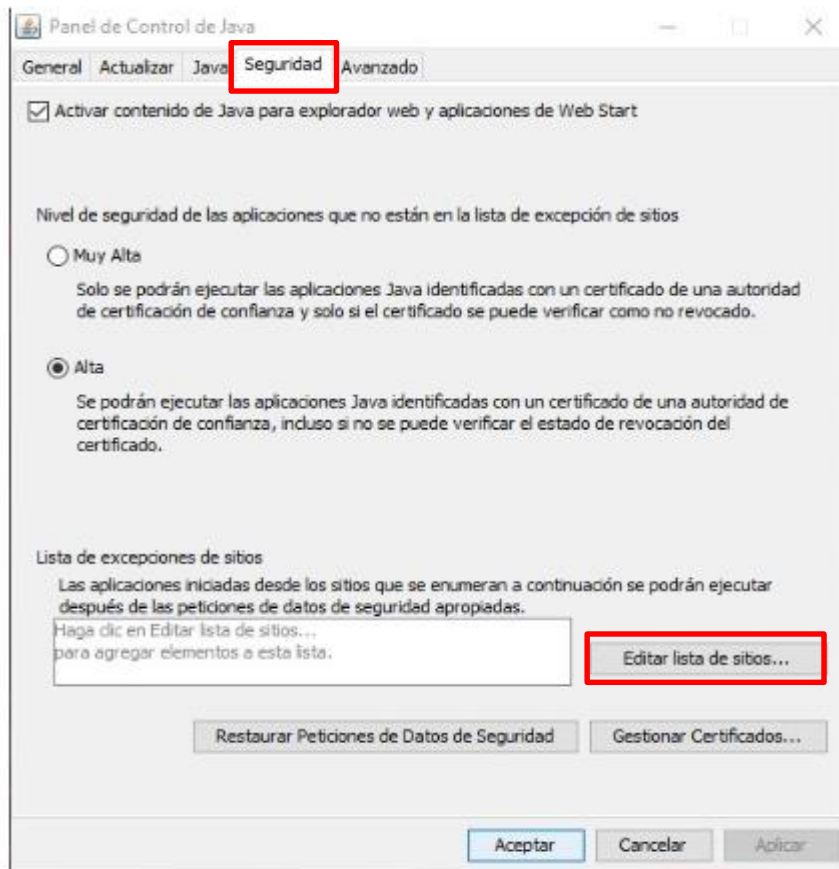 Panel de Control de Java
General Actualizar Java Seguridad Avanzado
Activar contenido de Java para explorador web y aplicaciones de Web Start
Nivel de seguridad de las aplicaciones que no están en la lista de excepción de sitios
Muy Alta
Solo se podrán ejecutar las aplicaciones Java identificadas con un certificado de una autoridad
de certificación de confianza y solo si el certificado se puede verificar como no revocado.
Alta
Se podrán ejecutar las aplicaciones Java identificadas con un certificado de una autoridad de
certificación de confianza, incluso si no se puede verificar el estado de revocación del
certificado.
Lista de excepciones de sitios
Las aplicaciones iniciadas desde los sitios que se enumeran a continuación se podrán ejecutar
después de las peticiones de datos de seguridad apropiadas.
Haga clic en Editar lista de sitios...
para agregar elementos a esta lista.
Editar lista de sitios...
Restaurar Peticiones de Datos de Seguridad Gestionar Certificados...
Aceptar Cancelar Aplicar